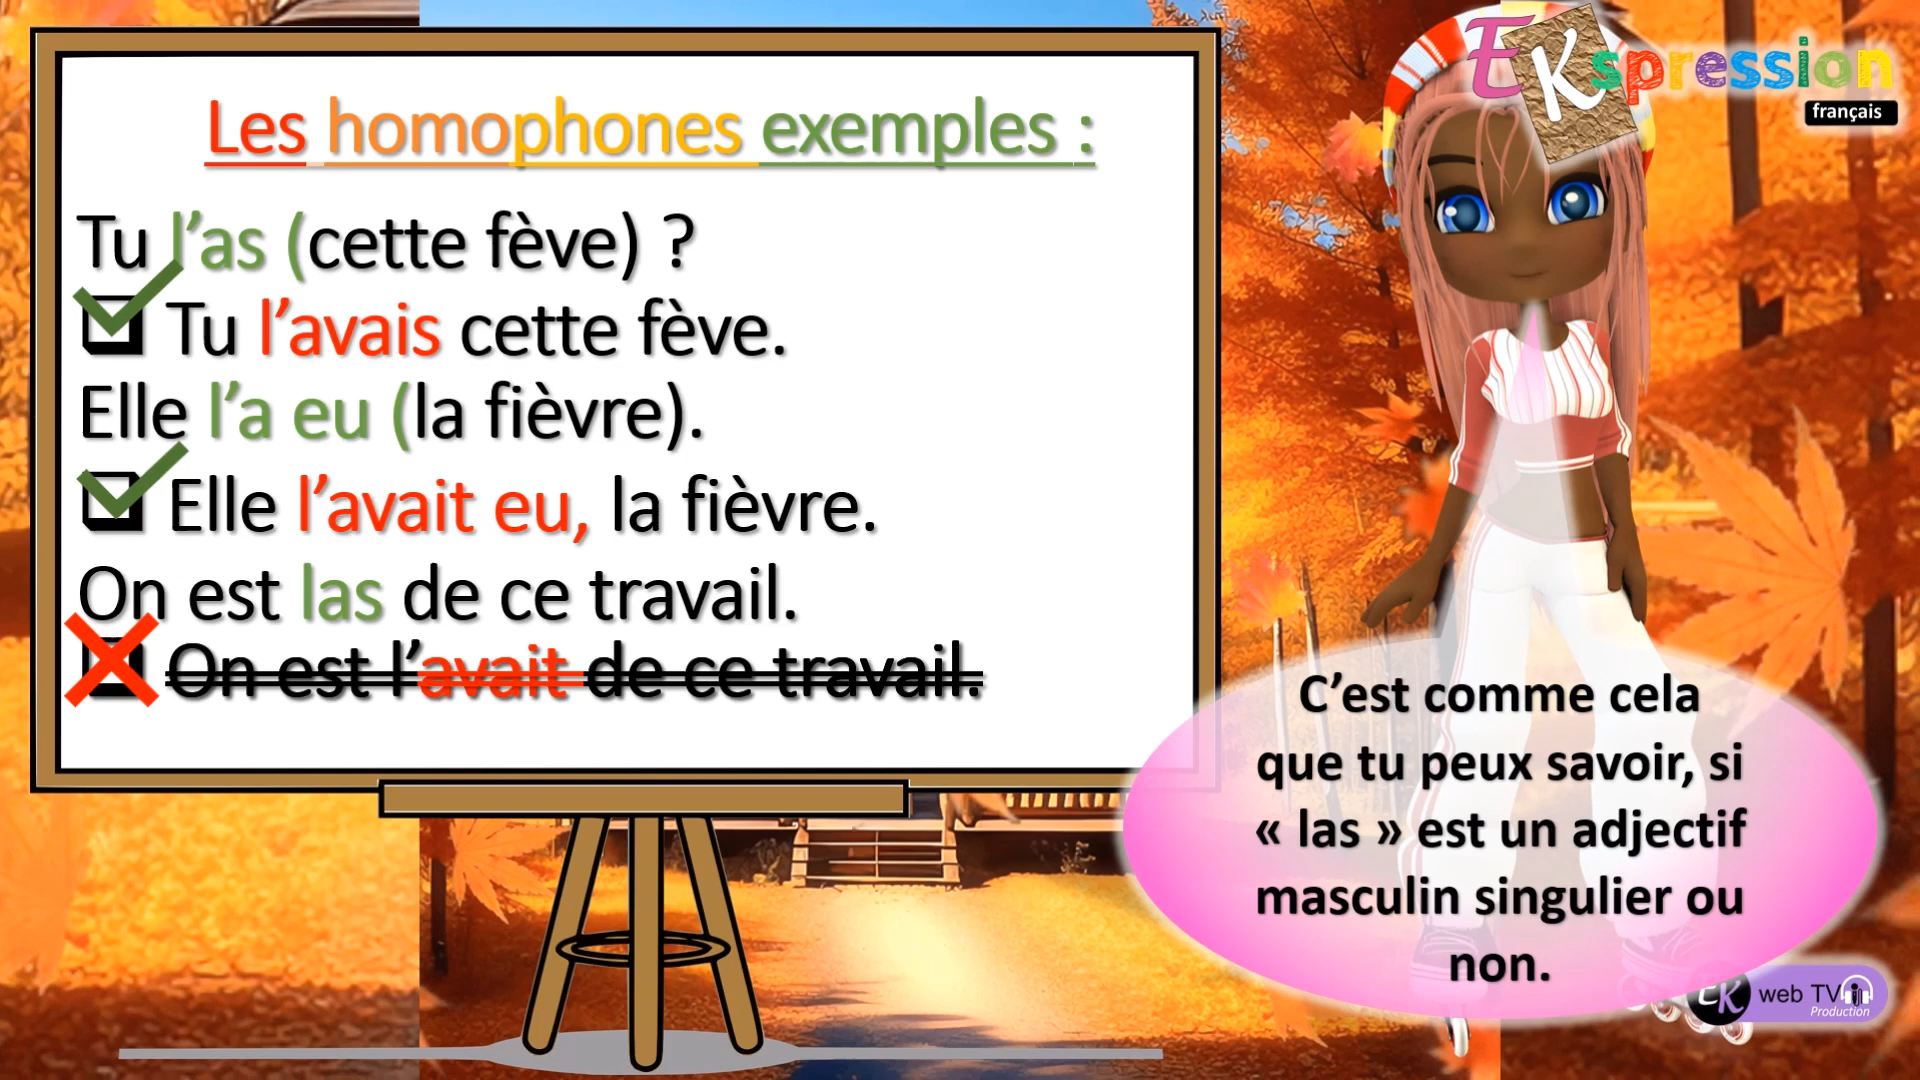 EKspression
français
Les homophones exemples :
Tu l’as (cette fève) ?
Tu l’avais cette fève.
Elle l’a eu (la fièvre).
Elle l’avait eu, la fièvre.
On est las de ce travail.
On est l’avait de ce travail.
C’est comme cela
que tu peux savoir, si
« las » est un adjectif
masculin singulier ou
non.
EK web TV
Production